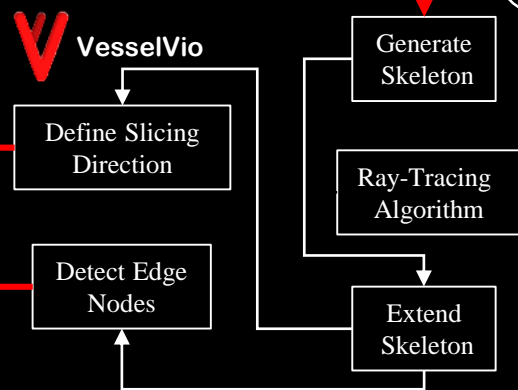 VesselVio
Generate
Skeleton
Define Slicing
Direction
Ray-Tracing
Algorithm
Detect Edge
Nodes
Extend
Skeleton